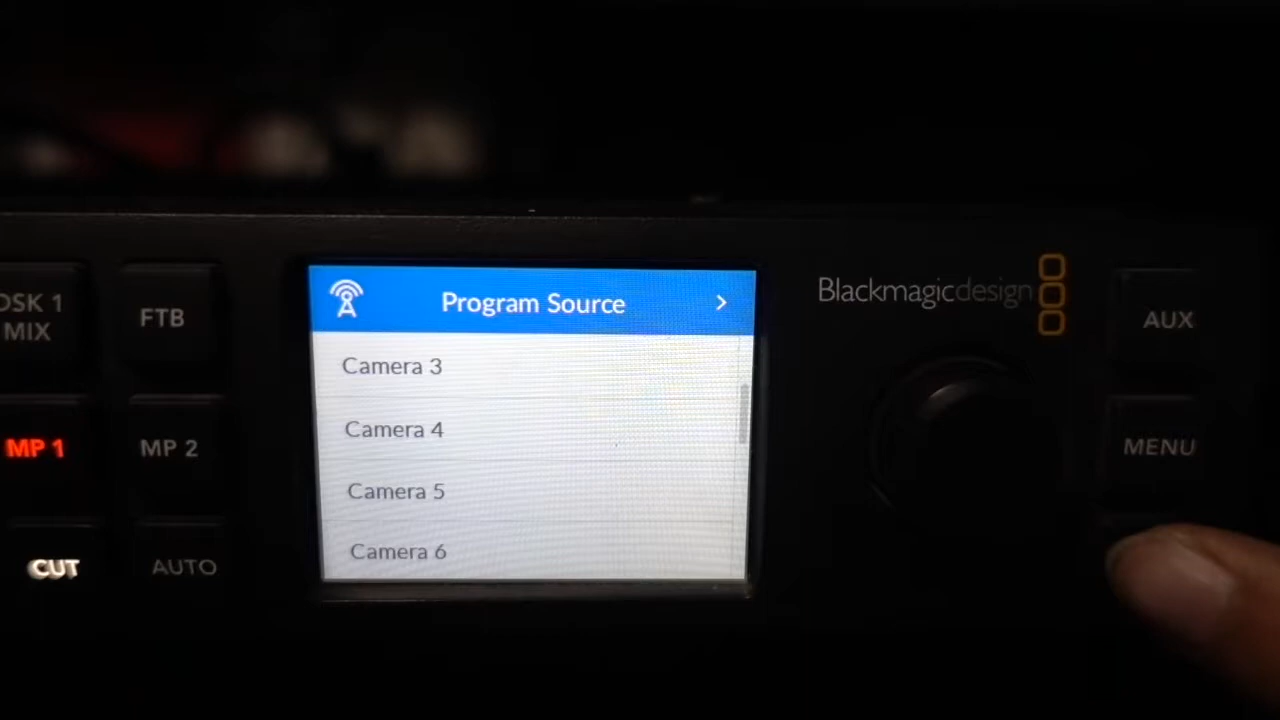 DSK 1
MIX
FTB
MP 1
MP 2
CUT
AUTO
Program Source
Camera 3
Camera 4
Camera 5
Camera 6
Blackmagicdesign
AUX
MENU